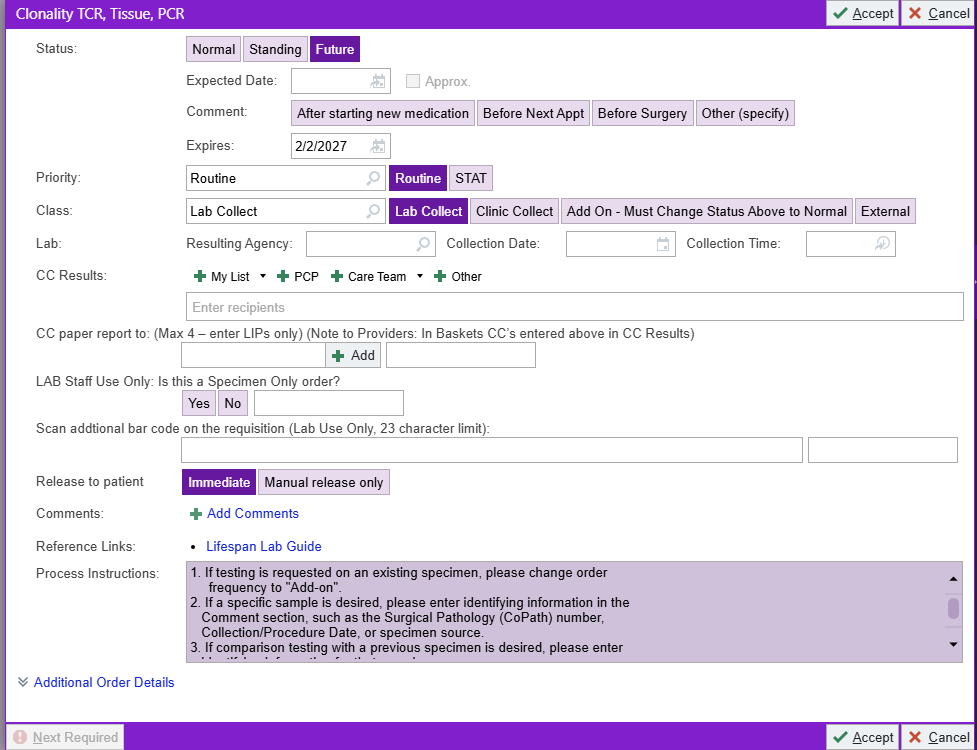 Clonality TCR, Tissue, PCR
Accept
Cancel
Status: Normal Standing Future
Expected Date: Approx.
Comment: After starting new medication Before Next Appt Before Surgery Other (specify)
Expires: 2/2/2027
Priority: Routine Routine STAT
Class: Lab Collect Lab Collect Clinic Collect Add On - Must Change Status Above to Normal External
Lab: Resulting Agency: Collection Date: Collection Time:
CC Results: My List PCP Care Team Other
Enter recipients
CC paper report to: (Max 4 – enter LIPs only) (Note to Providers: In Baskets CC's entered above in CC Results)
Add
LAB Staff Use Only: Is this a Specimen Only order?
Yes No
Scan addtional bar code on the requisition (Lab Use Only, 23 character limit):
Release to patient Immediate Manual release only
Comments: Add Comments
Reference Links: • Lifespan Lab Guide
Process Instructions: 1. If testing is requested on an existing specimen, please change order
frequency to "Add-on".
2. If a specific sample is desired, please enter identifying information in the
Comment section, such as the Surgical Pathology (CoPath) number,
Collection/Procedure Date, or specimen source.
3. If comparison testing with a previous specimen is desired, please enter
Additional Order Details
Next Required
Accept
Cancel